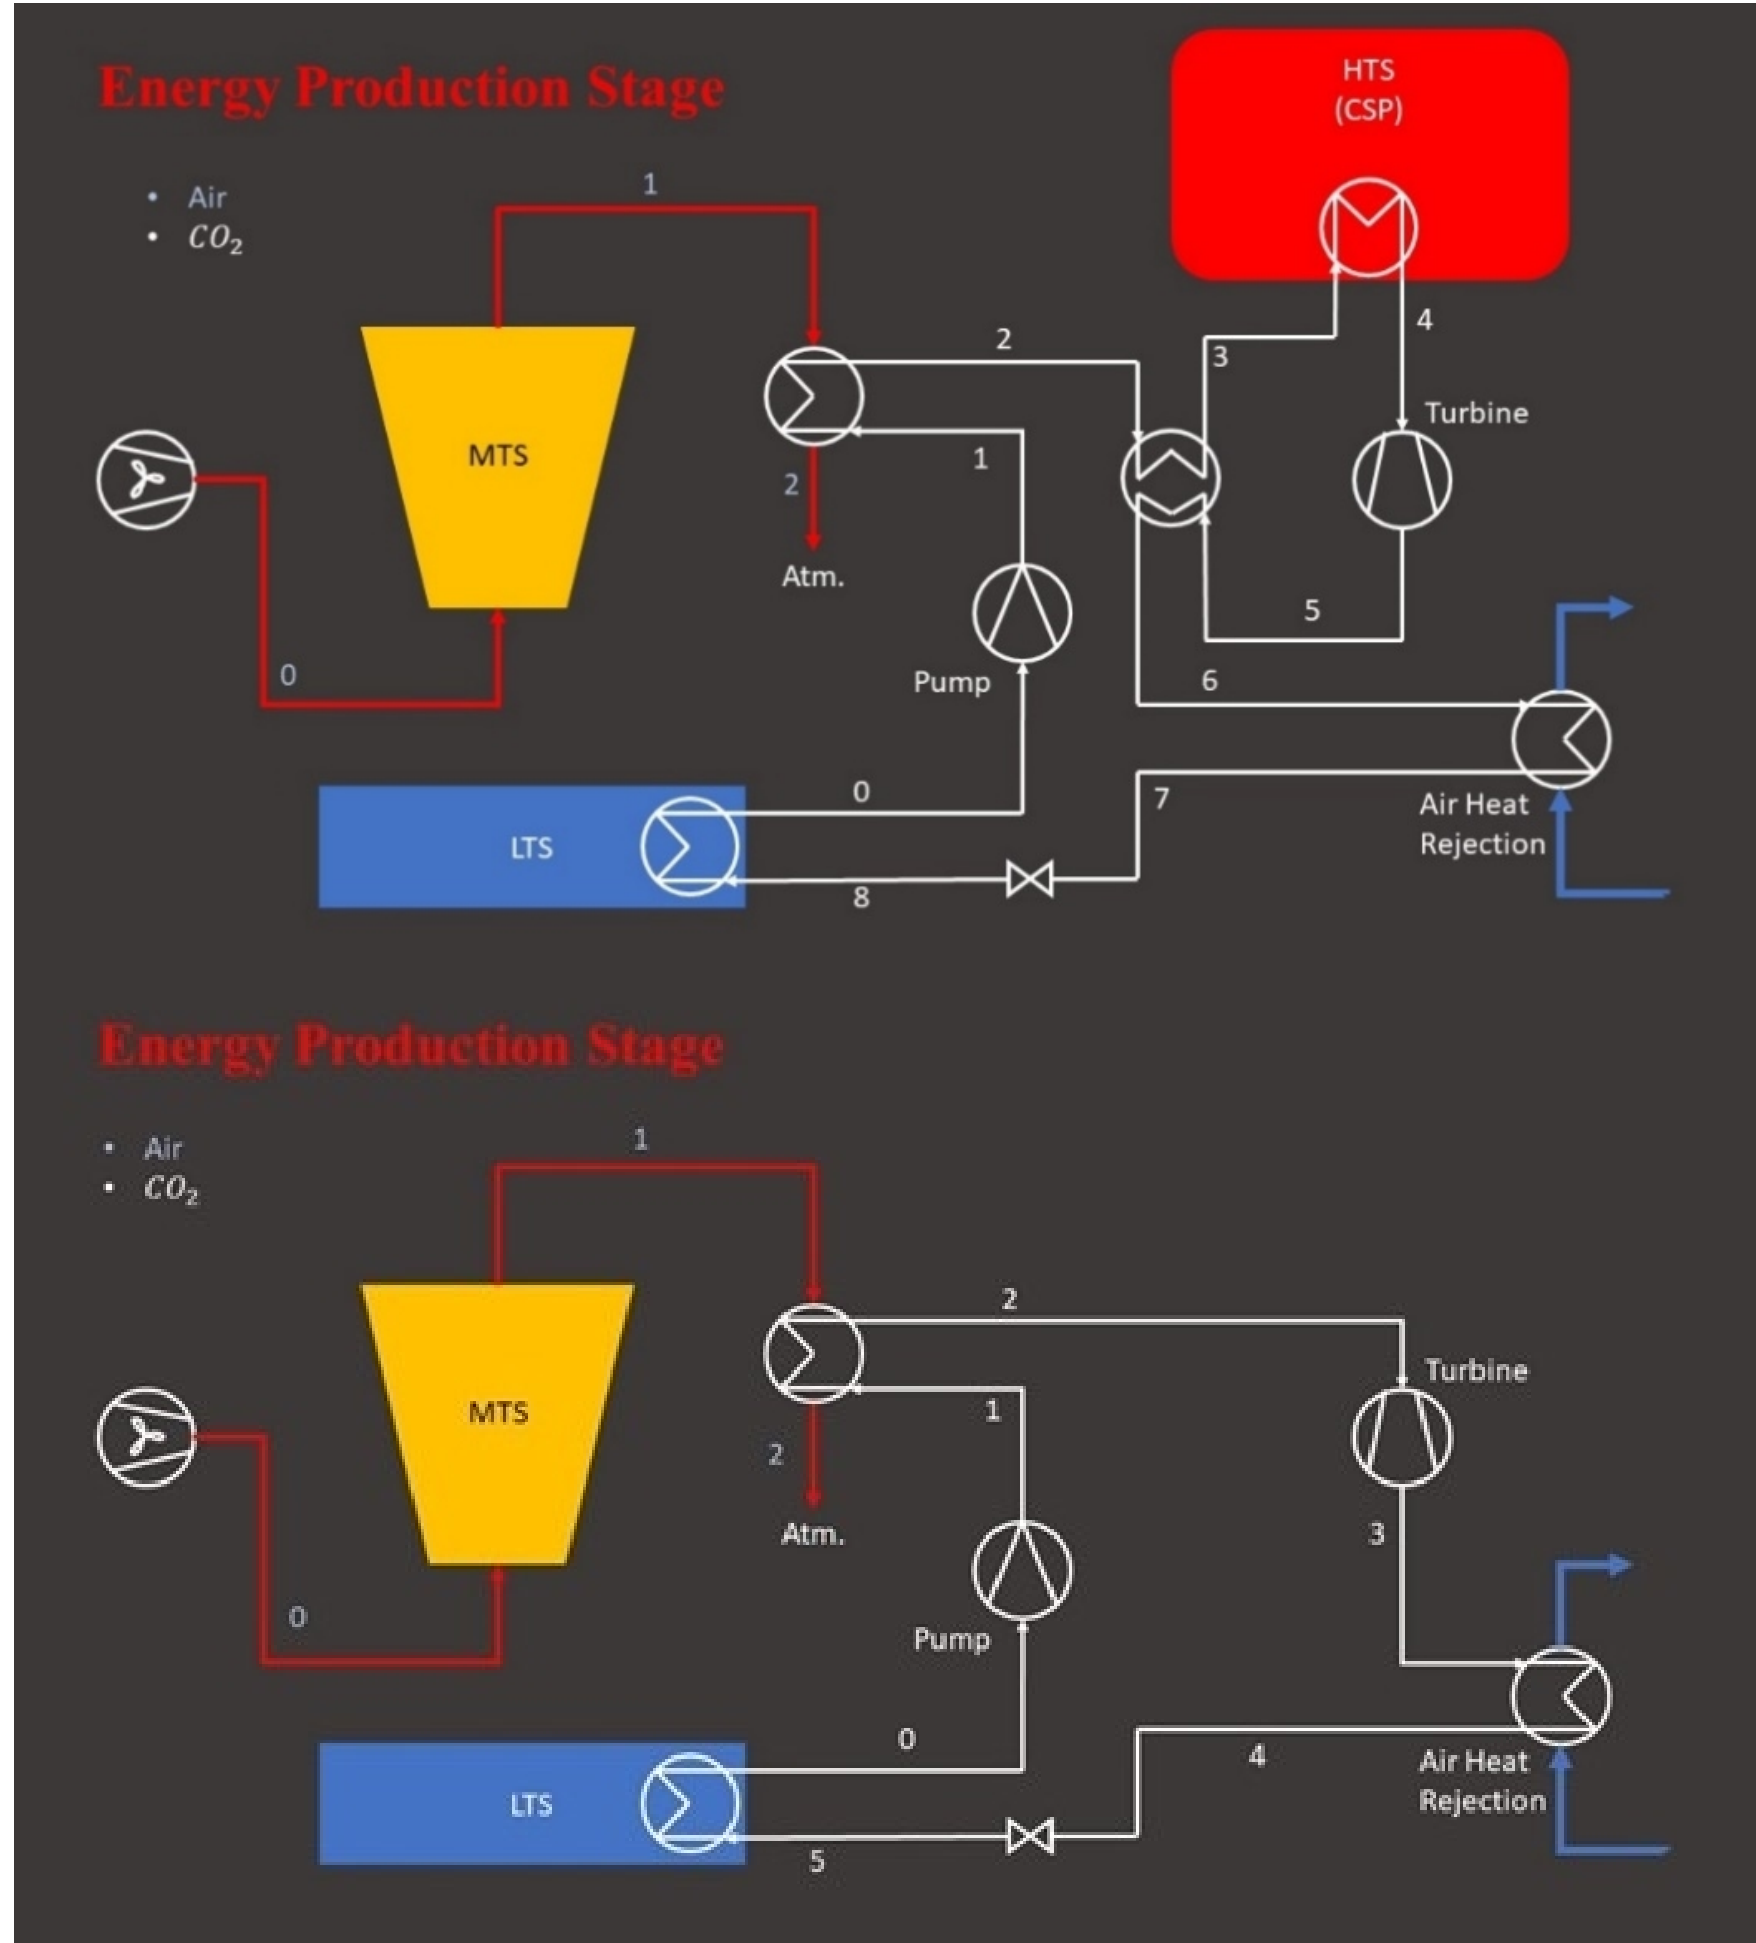 Energy Production Stage
HTS
(CSP)
• Air
• CO₂
1
2
3
4
Turbine
MTS
1
2
Atm.
5
0
Pump
6
0
7
Air Heat
Rejection
LTS
8
Energy Production Stage
• Air
• CO₂
1
2
Turbine
MTS
1
2
Atm.
3
0
Pump
0
4
Air Heat
Rejection
LTS
5